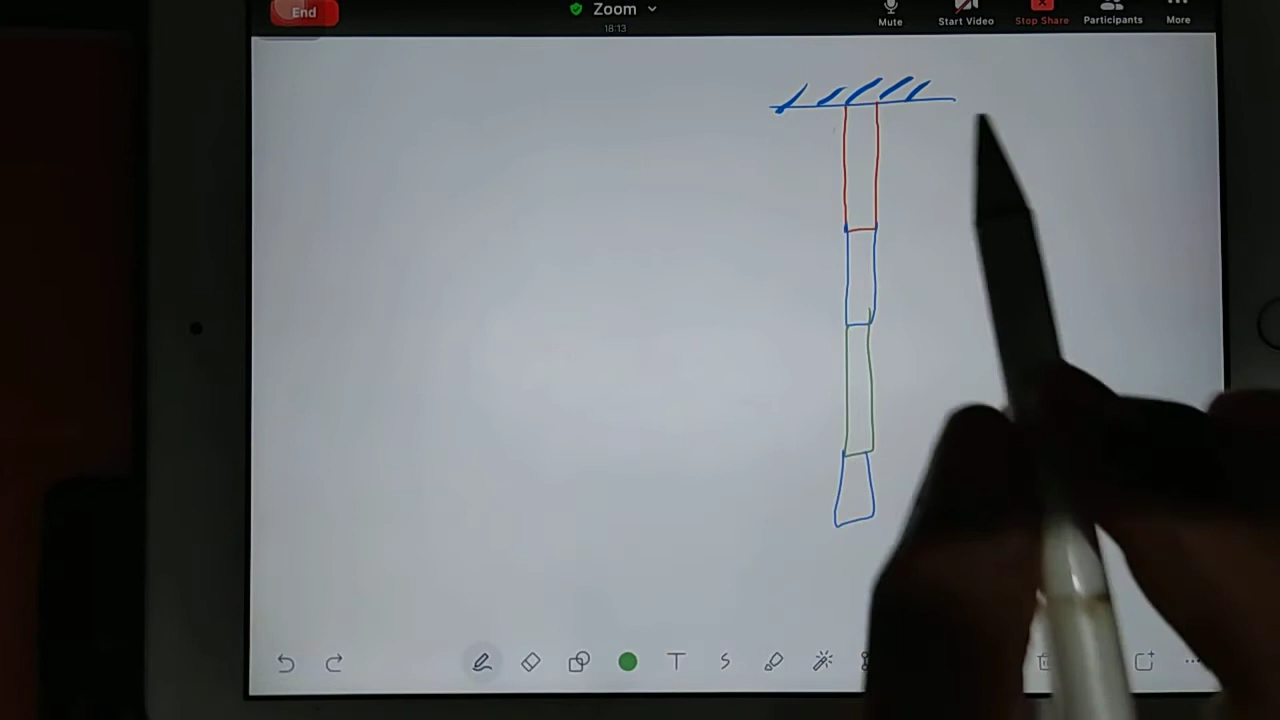 End
Zoom
18:13
Mute
Start Video
Stop Share
Participants
More
T
S